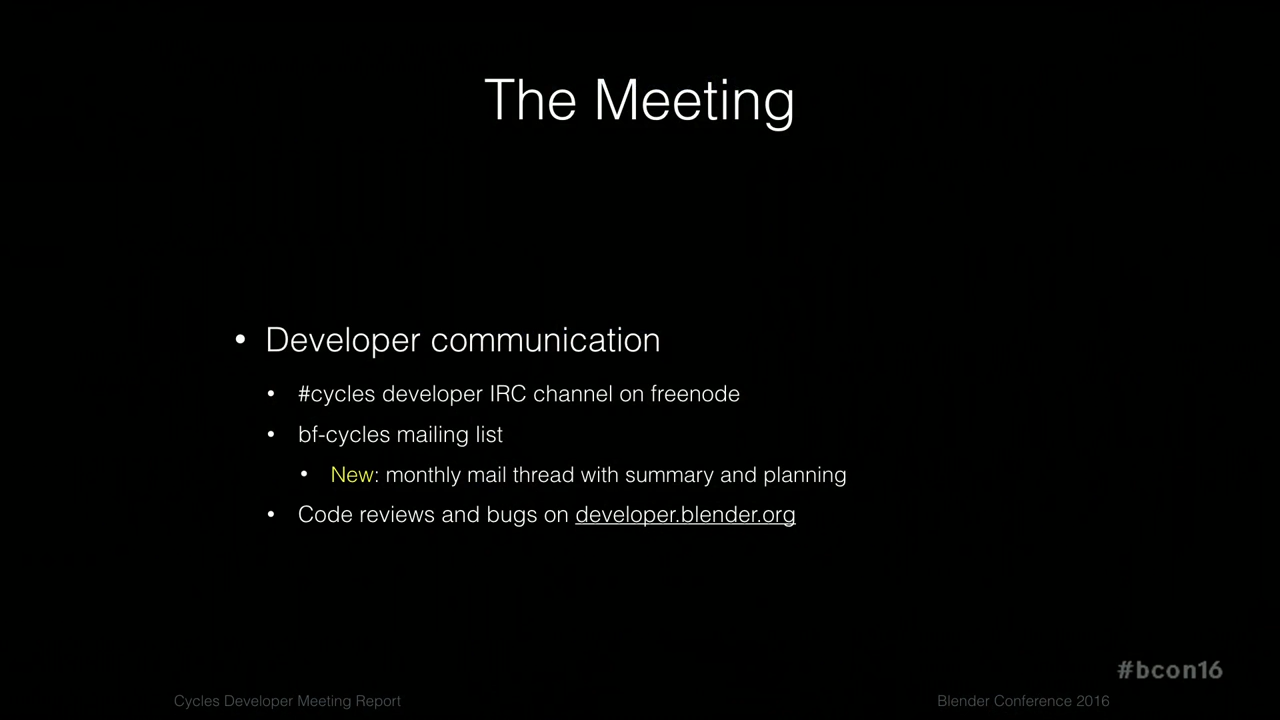 The Meeting
• Developer communication
• #cycles developer IRC channel on freenode
• bf-cycles mailing list
• New: monthly mail thread with summary and planning
• Code reviews and bugs on developer.blender.org
#bcon16
Cycles Developer Meeting Report
Blender Conference 2016